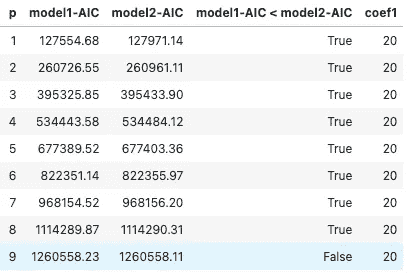 p model1-AIC model2-AIC model1-AIC < model2-AIC coef1
1 127554.68 127971.14 True 20
2 260726.55 260961.11 True 20
3 395325.85 395433.90 True 20
4 534443.58 534484.12 True 20
5 677389.52 677403.36 True 20
6 822351.14 822355.97 True 20
7 968154.52 968156.20 True 20
8 1114289.87 1114290.31 True 20
9 1260558.23 1260558.11 False 20